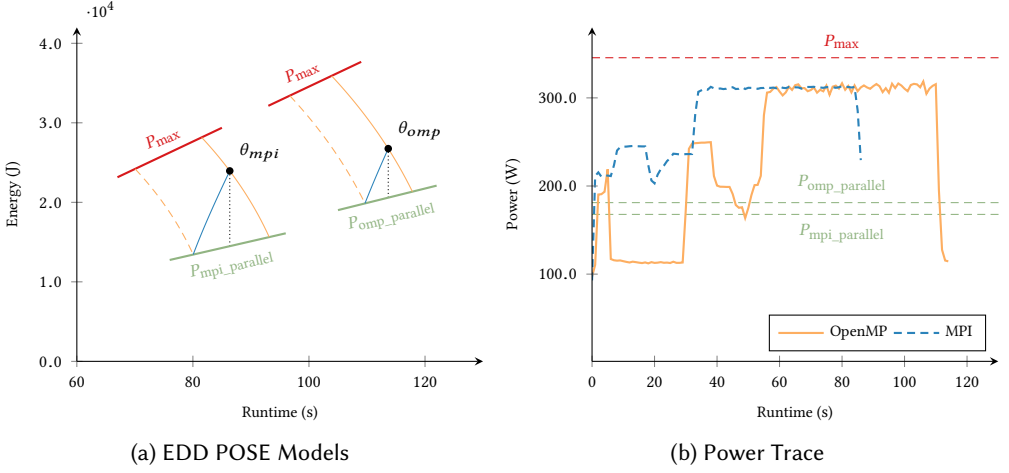 ·10⁴
4.0
3.0
2.0
1.0
0.0
Energy (J)
60
80
100
120
Runtime (s)
P_max
P_max
θ_mpi
θ_omp
P_mpi_parallel
P_omp_parallel
(a) EDD POSE Models
300.0
200.0
100.0
Power (W)
0
20
40
60
80
100
120
Runtime (s)
P_max
P_omp_parallel
P_mpi_parallel
OpenMP
MPI
(b) Power Trace